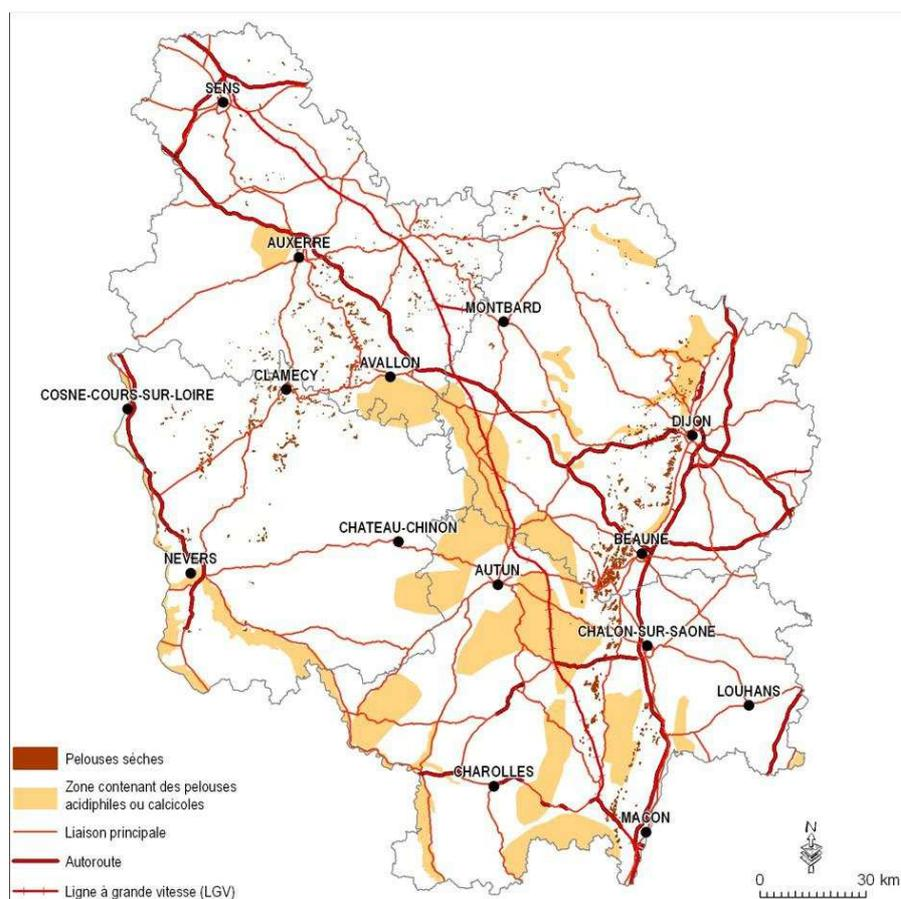 SENS
AUXERRE
MONTBARD
AVALLON
CLAMECY
COSNE-COURS-SUR-LOIRE
DIJON
CHATEAU-CHINON
BEAUNE
NEVERS
AUTUN
CHALON-SUR-SAONE
LOUHANS
CHAROLLES
MACON
Pelouses sèches
Zone contenant des pelouses
acidiphiles ou calcicoles
Liaison principale
Autoroute
Ligne à grande vitesse (LGV)
N
0 30 km